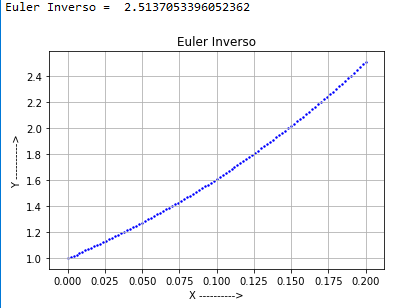 Euler Inverso =  2.5137053396052362
Euler Inverso
2.4
2.2
2.0
1.8
1.6
1.4
1.2
1.0
Y ---------->
0.000 0.025 0.050 0.075 0.100 0.125 0.150 0.175 0.200
X ---------->